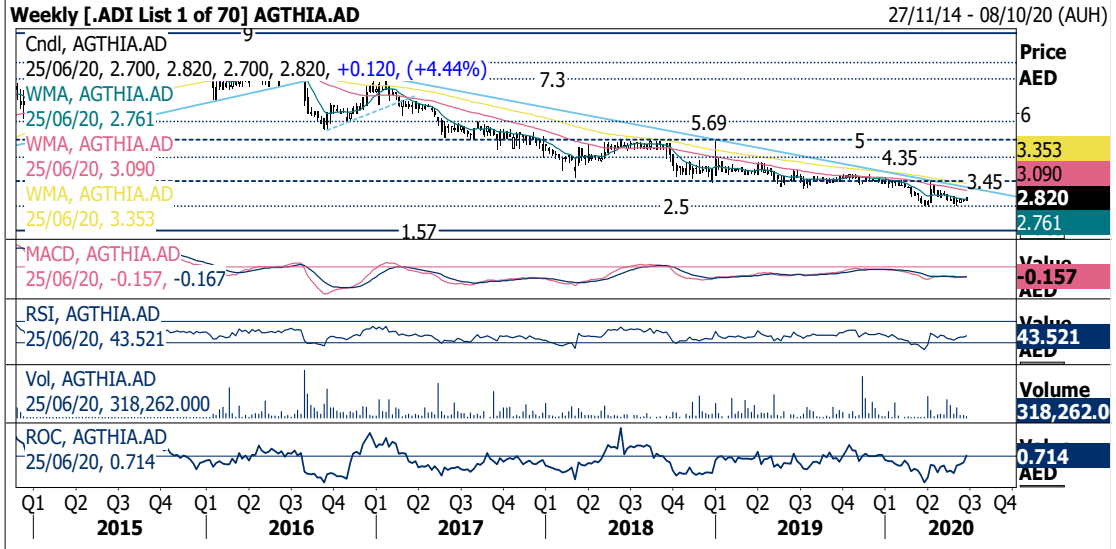 Weekly [.ADI List 1 of 70] AGTHIA.AD
27/11/14 - 08/10/20 (AUH)
Cndl, AGTHIA.AD
25/06/20, 2.700, 2.820, 2.700, 2.820, +0.120, (+4.44%)
WMA, AGTHIA.AD
25/06/20, 2.761
WMA, AGTHIA.AD
25/06/20, 3.090
WMA, AGTHIA.AD
25/06/20, 3.353
9
7.3
5.69
5
4.35
3.45
2.5
1.57
Price
AED
6
3.353
3.090
2.820
2.761
MACD, AGTHIA.AD
25/06/20, -0.157, -0.167
Value
-0.157
AED
RSI, AGTHIA.AD
25/06/20, 43.521
Value
43.521
AED
Vol, AGTHIA.AD
25/06/20, 318,262.000
Volume
318,262.0
ROC, AGTHIA.AD
25/06/20, 0.714
0.714
AED
Q1 Q2 Q3 Q4 Q1 Q2 Q3 Q4 Q1 Q2 Q3 Q4 Q1 Q2 Q3 Q4 Q1 Q2 Q3 Q4 Q1 Q2 Q3 Q4
2015 2016 2017 2018 2019 2020